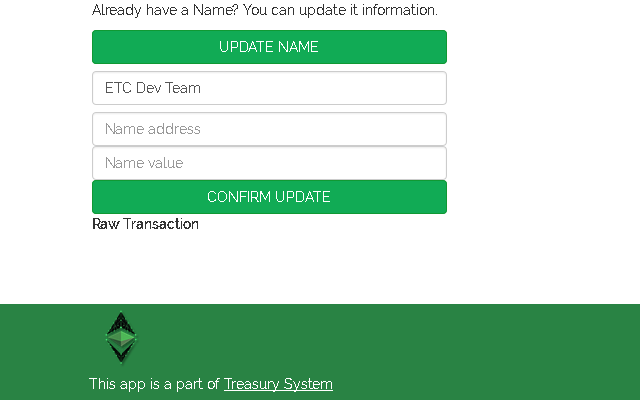 Already have a Name? You can update it information.
UPDATE NAME
ETC Dev Team
Name address
Name value
CONFIRM UPDATE
Raw Transaction
This app is a part of Treasury System